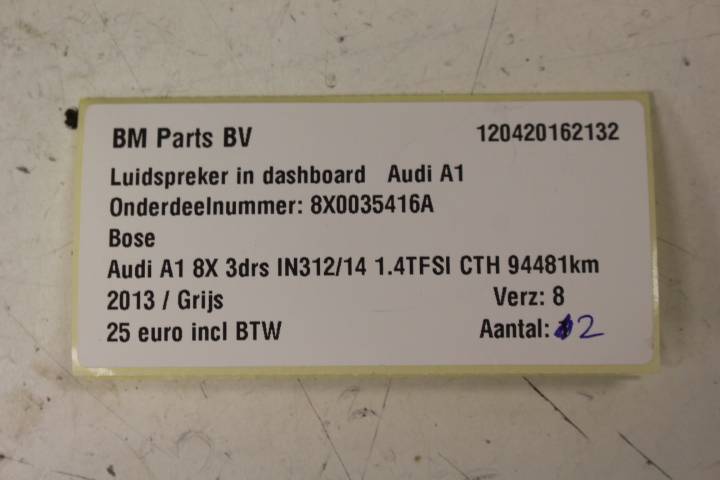 BM Parts BV 120420162132
Luidspreker in dashboard Audi A1
Onderdeelnummer: 8X0035416A
Bose
Audi A1 8X 3drs IN312/14 1.4TFSI CTH 94481km
2013 / Grijs Verz: 8
25 euro incl BTW Aantal: 2